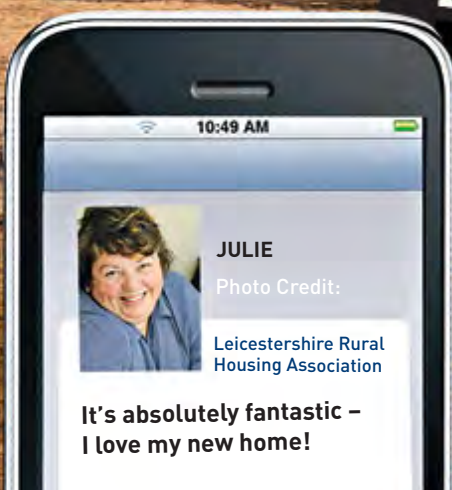 10:49 AM
JULIE
Photo Credit:
Leicestershire Rural
Housing Association
It's absolutely fantastic –
I love my new home!